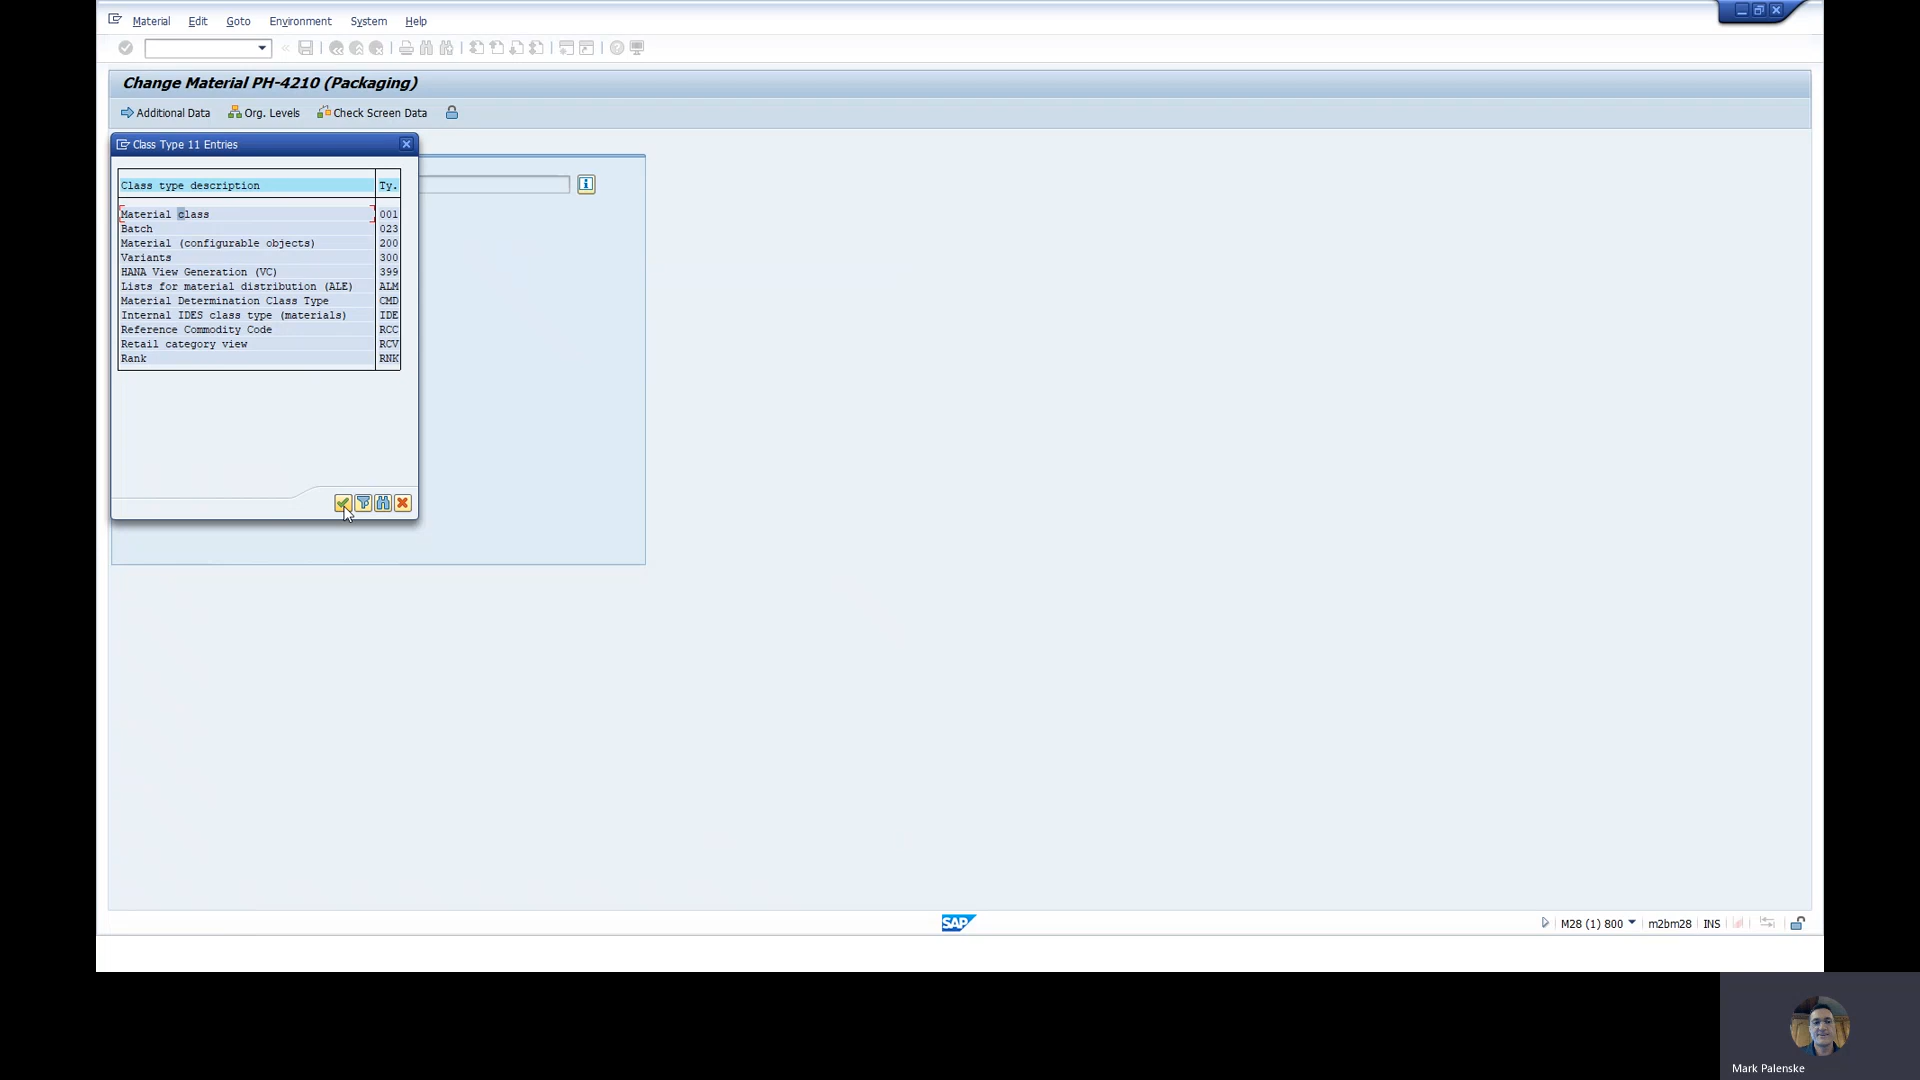 Material Edit Goto Environment System Help
Change Material PH-4210 (Packaging)
Additional Data Org. Levels Check Screen Data
Class Type 11 Entries
Class type description Ty.
Material class 001
Batch 023
Material (configurable objects) 200
Variants 300
HANA View Generation (VC) 399
Lists for material distribution (ALE) ALM
Material Determination Class Type CMD
Internal IDES class type (materials) IDE
Reference Commodity Code RCC
Retail category view RCV
Rank RNK
SAP M28 (1) 800 m2bm28 INS
Mark Palenske